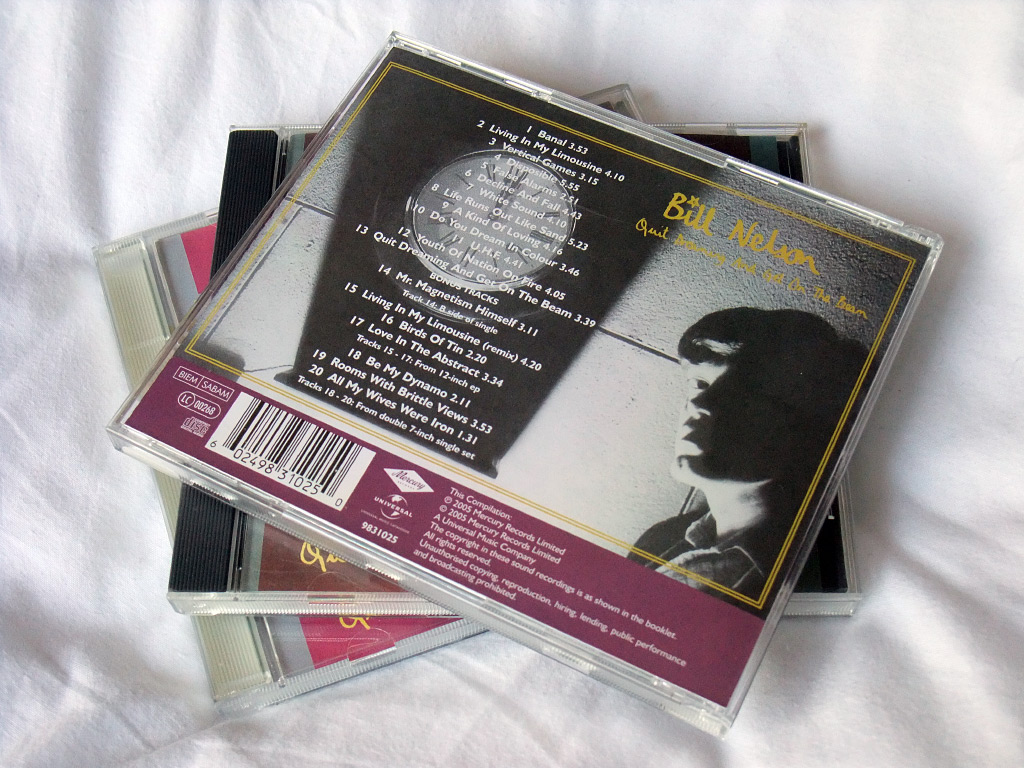 1 Banal 3.53
2 Living In My Limousine 4.10
3 Vertical Games 3.15
4 Disposible 5.55
5 False Alarms 2.51
6 Decline And Fall 4.43
7 White Sound 4.10
8 Life Runs Out Like Sand 5.23
9 A Kind Of Loving 4.16
10 Do You Dream In Colour 3.46
11 U.H.F. 4.41
12 Youth of Nation On Fire 4.05
13 Quit Dreaming And Get On The Beam 3.39
BONUS TRACKS
14 Mr. Magnetism Himself 3.11
Track 14: B side of single
15 Living In My Limousine (remix) 4.20
16 Birds Of Tin 2.20
17 Love In The Abstract 3.34
Tracks 15 - 17: From 12-inch ep
18 Be My Dynamo 2.11
19 Rooms With Brittle Views 3.53
20 All My Wives Were Iron 1.31
Tracks 18 - 20: From double 7-inch single set
Bill Nelson
Quit Dreaming And Get On The Beam
BIEM SABAM
LC 00268
6 02498 31025 0
Mercury
UNIVERSAL
9831025
This Compilation:
℗ 2005 Mercury Records Limited
© 2005 Mercury Records Limited
A Universal Music Company
The copyright in these sound recordings is as shown in the booklet.
All rights reserved.
Unauthorised copying, reproduction, hiring, lending, public performance
and broadcasting prohibited.